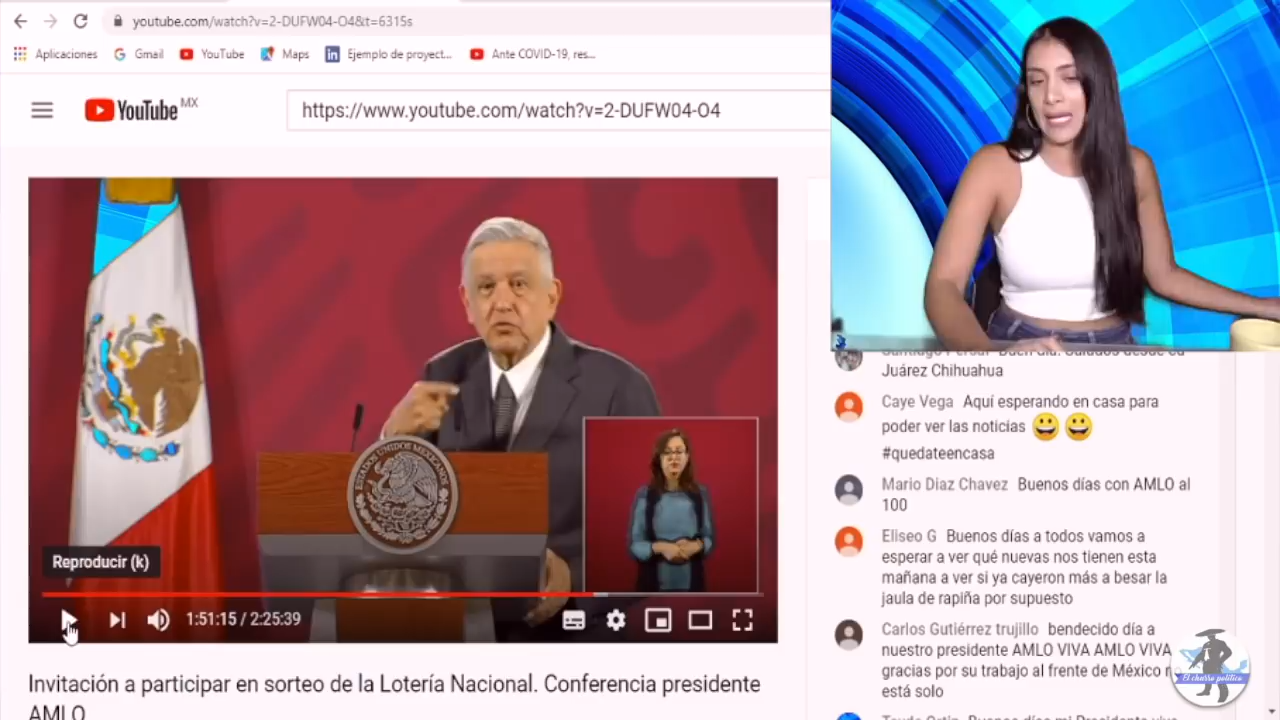 youtube.com/watch?v=2-DUFW04-O4&t=6315s
Aplicaciones Gmail YouTube Maps Ejemplo de proyect... Ante COVID-19, res...
YouTube MX
https://www.youtube.com/watch?v=2-DUFW04-O4
ESTADOS UNIDOS MEXICANOS
Reproducir (k)
1:51:15 / 2:25:39
Invitación a participar en sorteo de la Lotería Nacional. Conferencia presidente
AMLO
Juárez Chihuahua
Caye Vega Aquí esperando en casa para
poder ver las noticias
#quedateencasa
Mario Diaz Chavez Buenos días con AMLO al
100
Eliseo G Buenos días a todos vamos a
esperar a ver qué nuevas nos tienen esta
mañana a ver si ya cayeron más a besar la
jaula de rapiña por supuesto
Carlos Gutiérrez trujillo bendecido día a
nuestro presidente AMLO VIVA AMLO VIVA
gracias por su trabajo al frente de México
está solo
El churro político